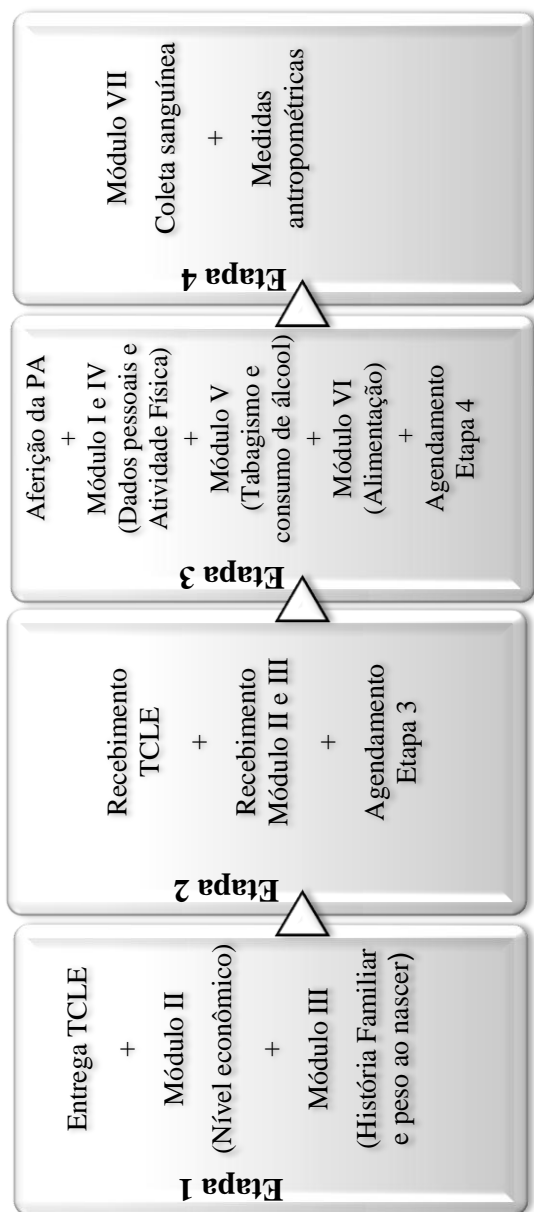 Etapa 1
Entrega TCLE
+
Módulo II
(Nível econômico)
+
Módulo III
(História Familiar
e peso ao nascer)
Etapa 2
Recebimento
TCLE
+
Recebimento
Módulo II e III
+
Agendamento
Etapa 3
Etapa 3
Aferição da PA
+
Módulo I e IV
(Dados pessoais e
Atividade Física)
+
Módulo V
(Tabagismo e
consumo de álcool)
+
Módulo VI
(Alimentação)
+
Agendamento
Etapa 4
Etapa 4
Módulo VII
Coleta sanguínea
+
Medidas
antropométricas